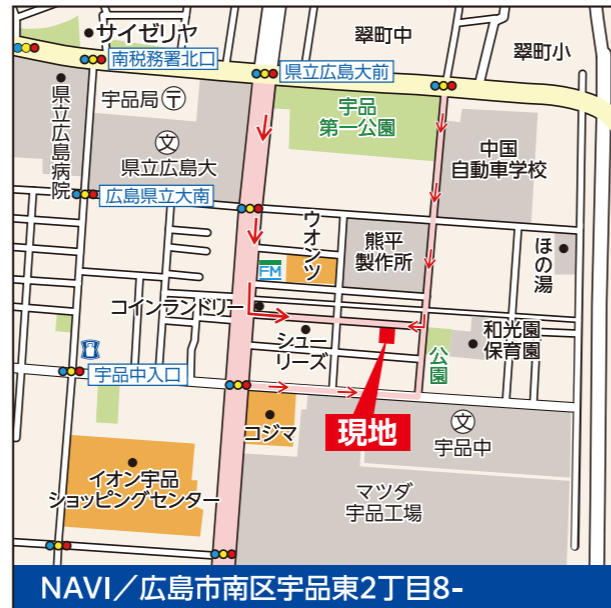 サイゼリヤ
翠町中
翠町小
南税務署北口
県立広島大前
県立広島病院
宇品局
〒
文
県立広島大
宇品
第一公園
中国
自動車学校
広島県立大南
ウオンツ
熊平
製作所
ほの湯
FM
コインランドリー
シュー
リーズ
公園
和光園
保育園
宇品中入口
コジマ
現地
文
宇品中
イオン宇品
ショッピングセンター
マツダ
宇品工場
NAVI／広島市南区宇品東2丁目8-